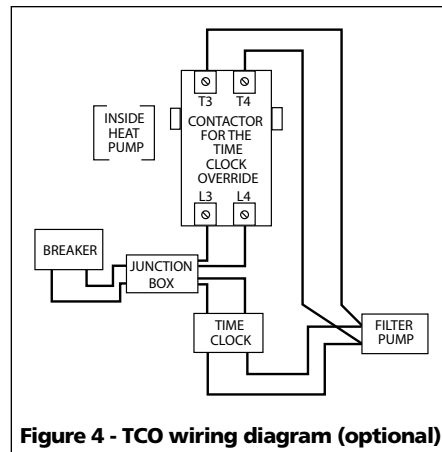 T3 T4
INSIDE
HEAT
PUMP
CONTACTOR
FOR THE
TIME
CLOCK
OVERRIDE
L3 L4
BREAKER
JUNCTION
BOX
TIME
CLOCK
FILTER
PUMP
Figure 4 - TCO wiring diagram (optional)